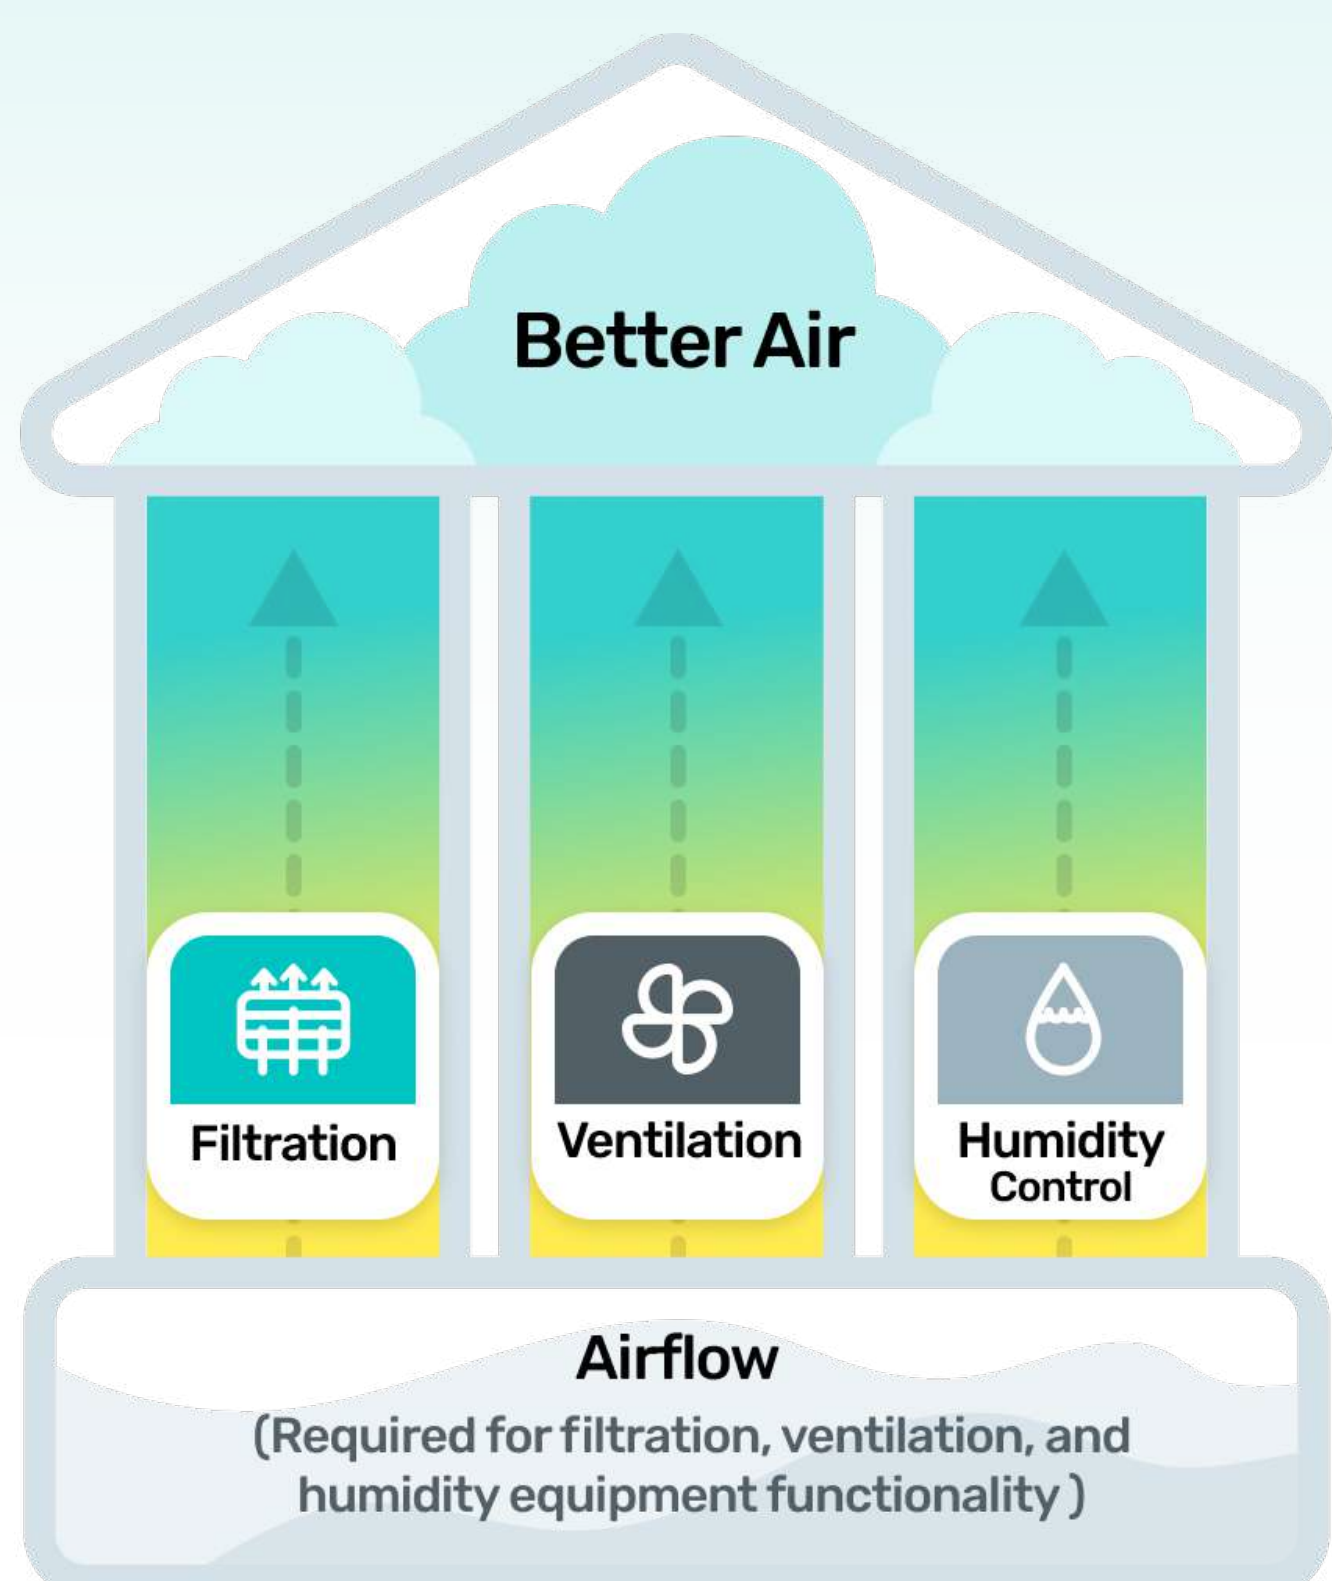 Better Air
Filtration
Ventilation
Humidity
Control
Airflow
(Required for filtration, ventilation, and
humidity equipment functionality )